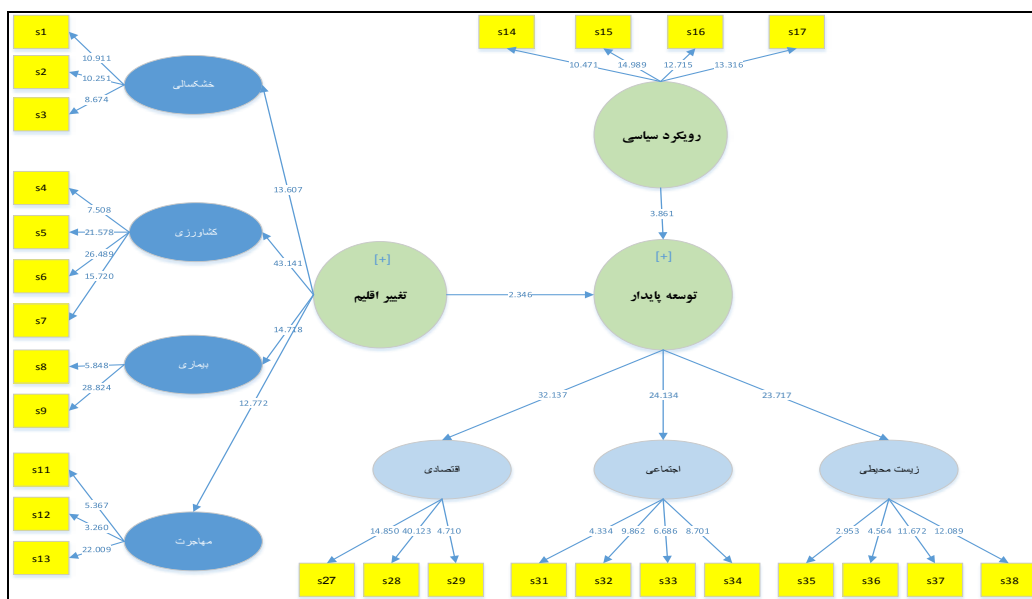 s14
s15
s16
s17
10.471
14.989
12.715
13.316
رویکرد سیاسی
3.861
s1
s2
s3
10.911
10.251
8.674
خشکسالی
13.607
s4
s5
s6
s7
7.508
21.578
26.489
15.720
کشاورزی
43.141
[+]
تغییر اقلیم
2.346
[+]
توسعه پایدار
s8
s9
5.848
28.824
بیماری
14.718
12.772
s11
s12
s13
5.367
3.260
22.009
مهاجرت
32.137
24.134
23.717
اقتصادی
اجتماعی
زیست محیطی
14.850
40.123
4.710
4.334
9.862
6.686
8.701
2.953
4.564
11.672
12.089
s27
s28
s29
s31
s32
s33
s34
s35
s36
s37
s38